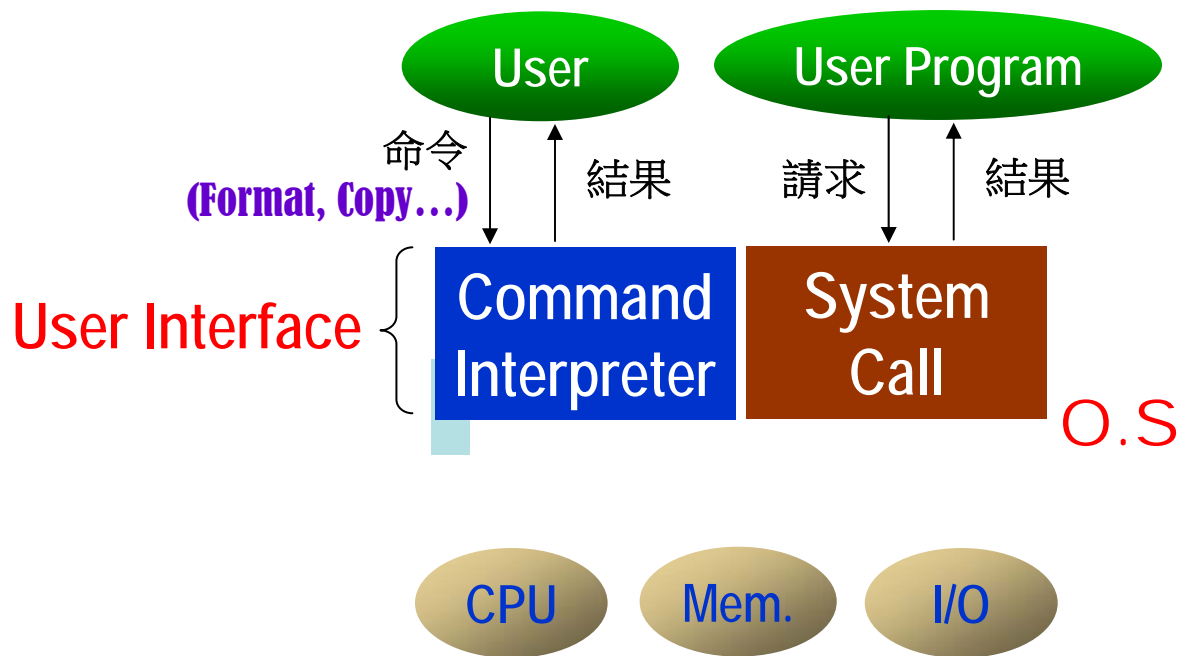 User
User Program
命令
(Format, Copy...)
結果
請求
結果
User Interface
Command
Interpreter
System
Call
O.S
CPU
Mem.
I/O